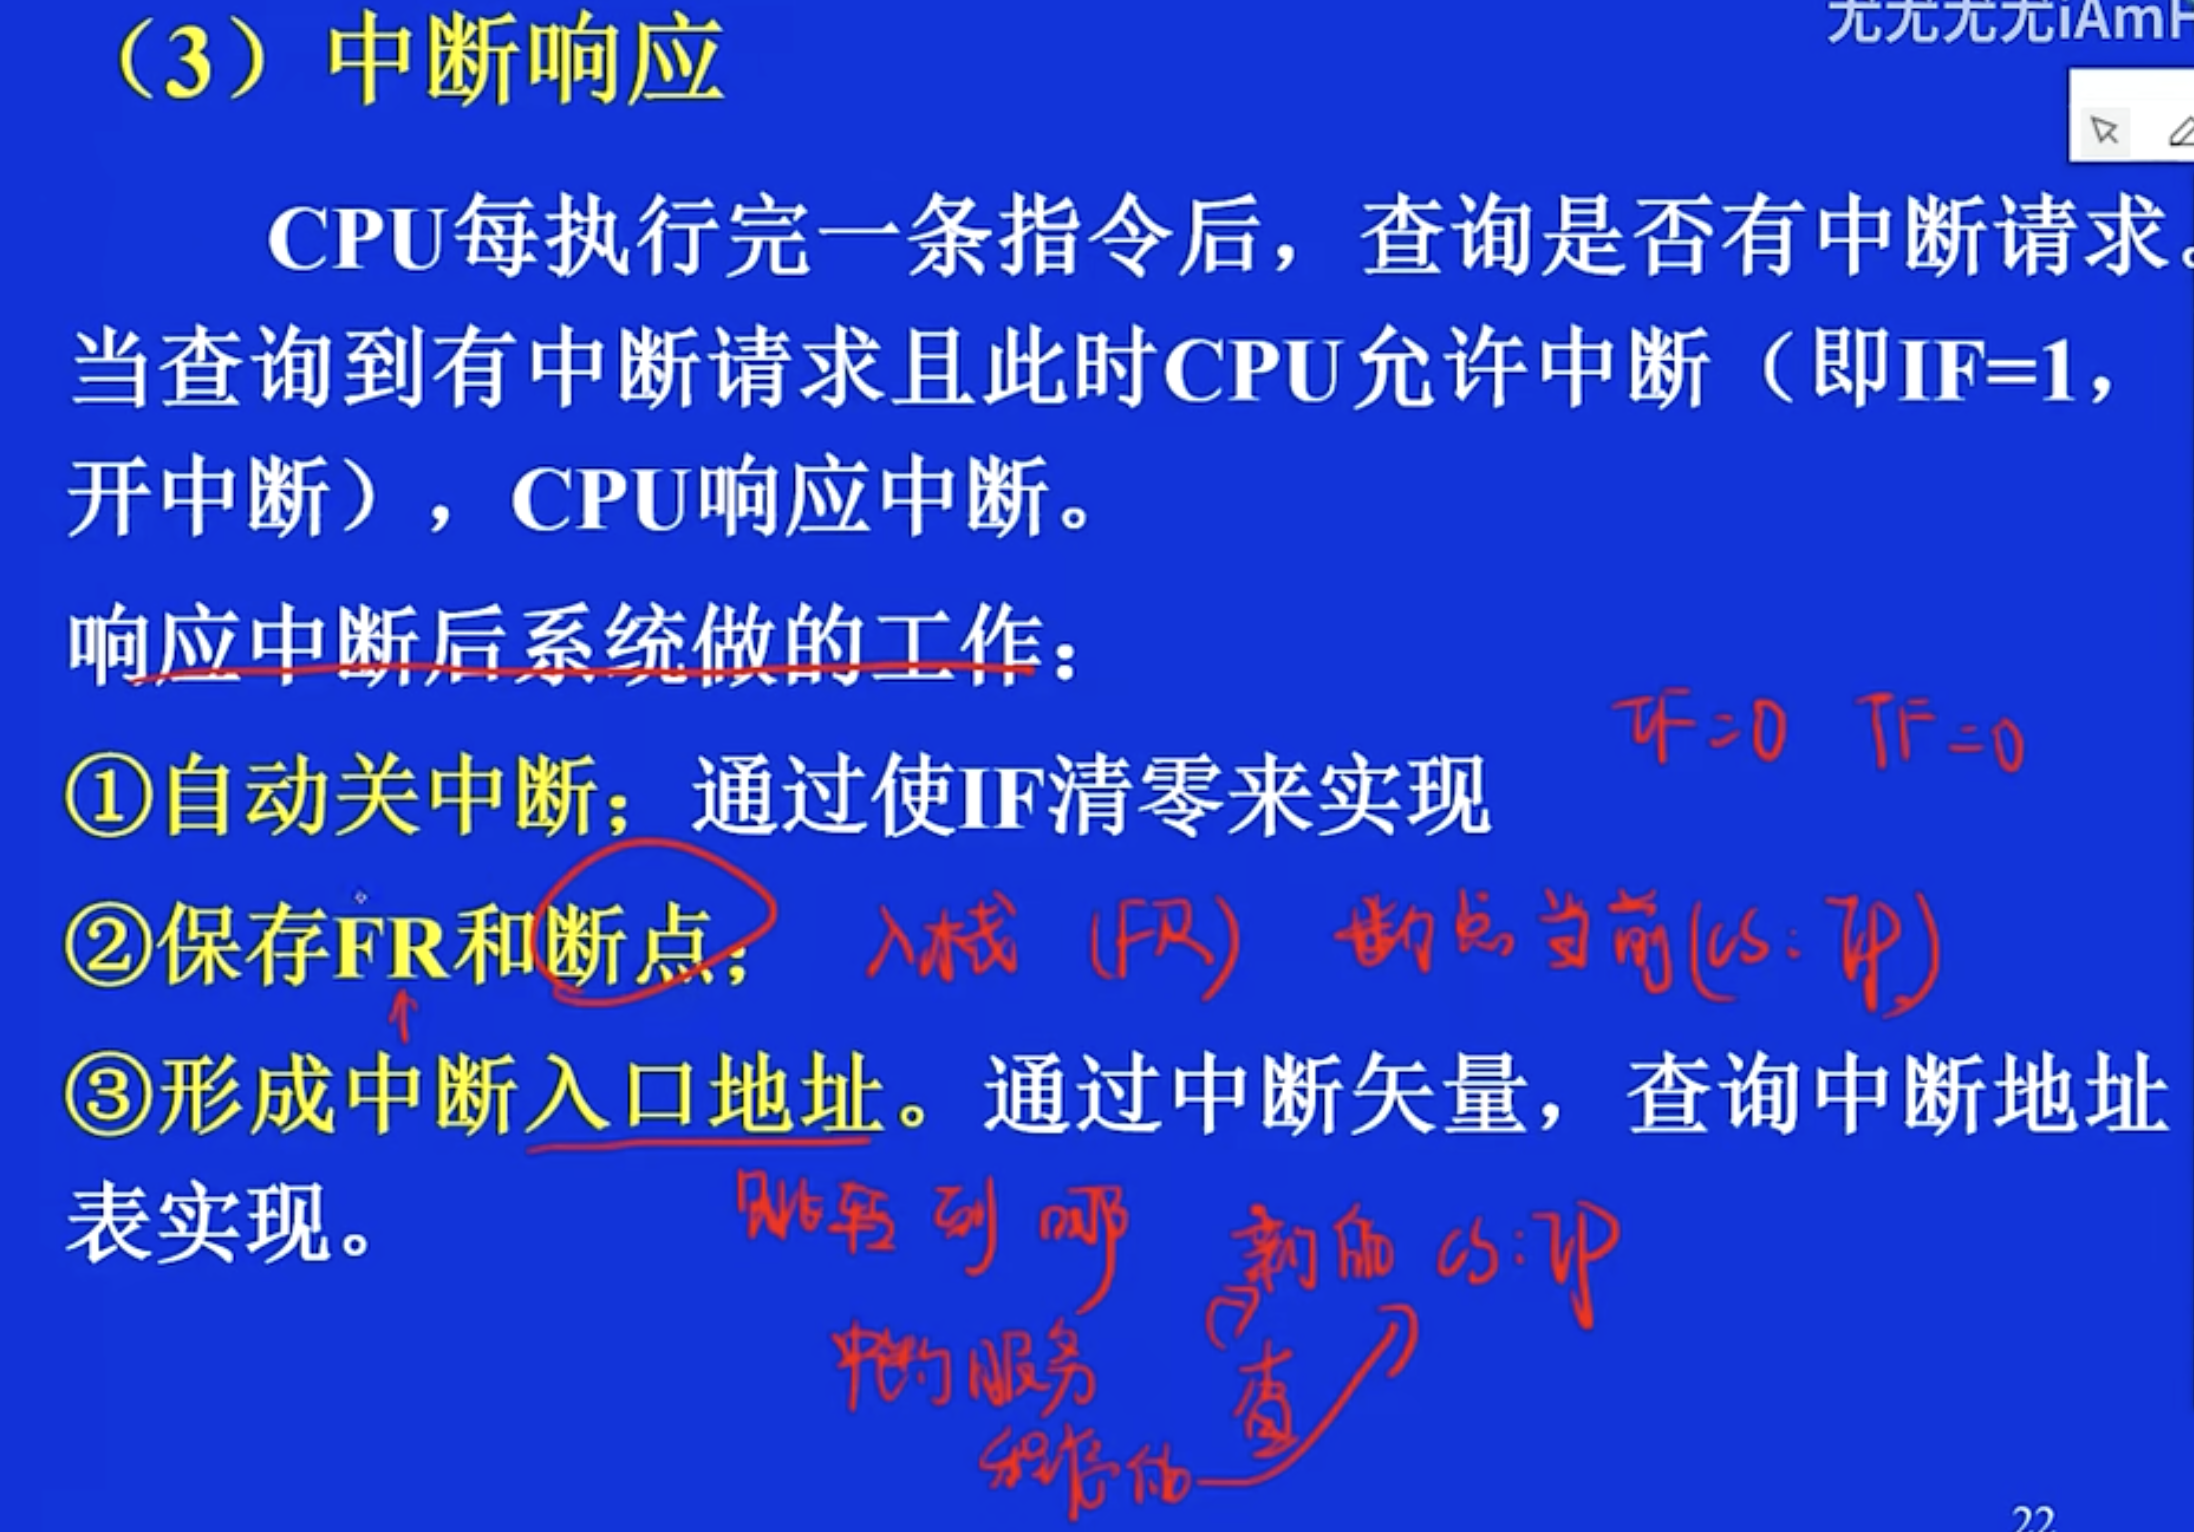 无无无无iAmH
（3）中断响应
CPU每执行完一条指令后，查询是否有中断请求。
当查询到有中断请求且此时CPU允许中断（即IF=1，
开中断），CPU响应中断。
响应中断后系统做的工作：
IF=0 TF=0
①自动关中断；通过使IF清零来实现
②保存FR和断点； 入栈 (FR) 断点当前(CS:IP)
③形成中断入口地址。通过中断矢量，查询中断地址
表实现。
跳转到哪 新的 CS:IP
中断服务
程序的 查
22